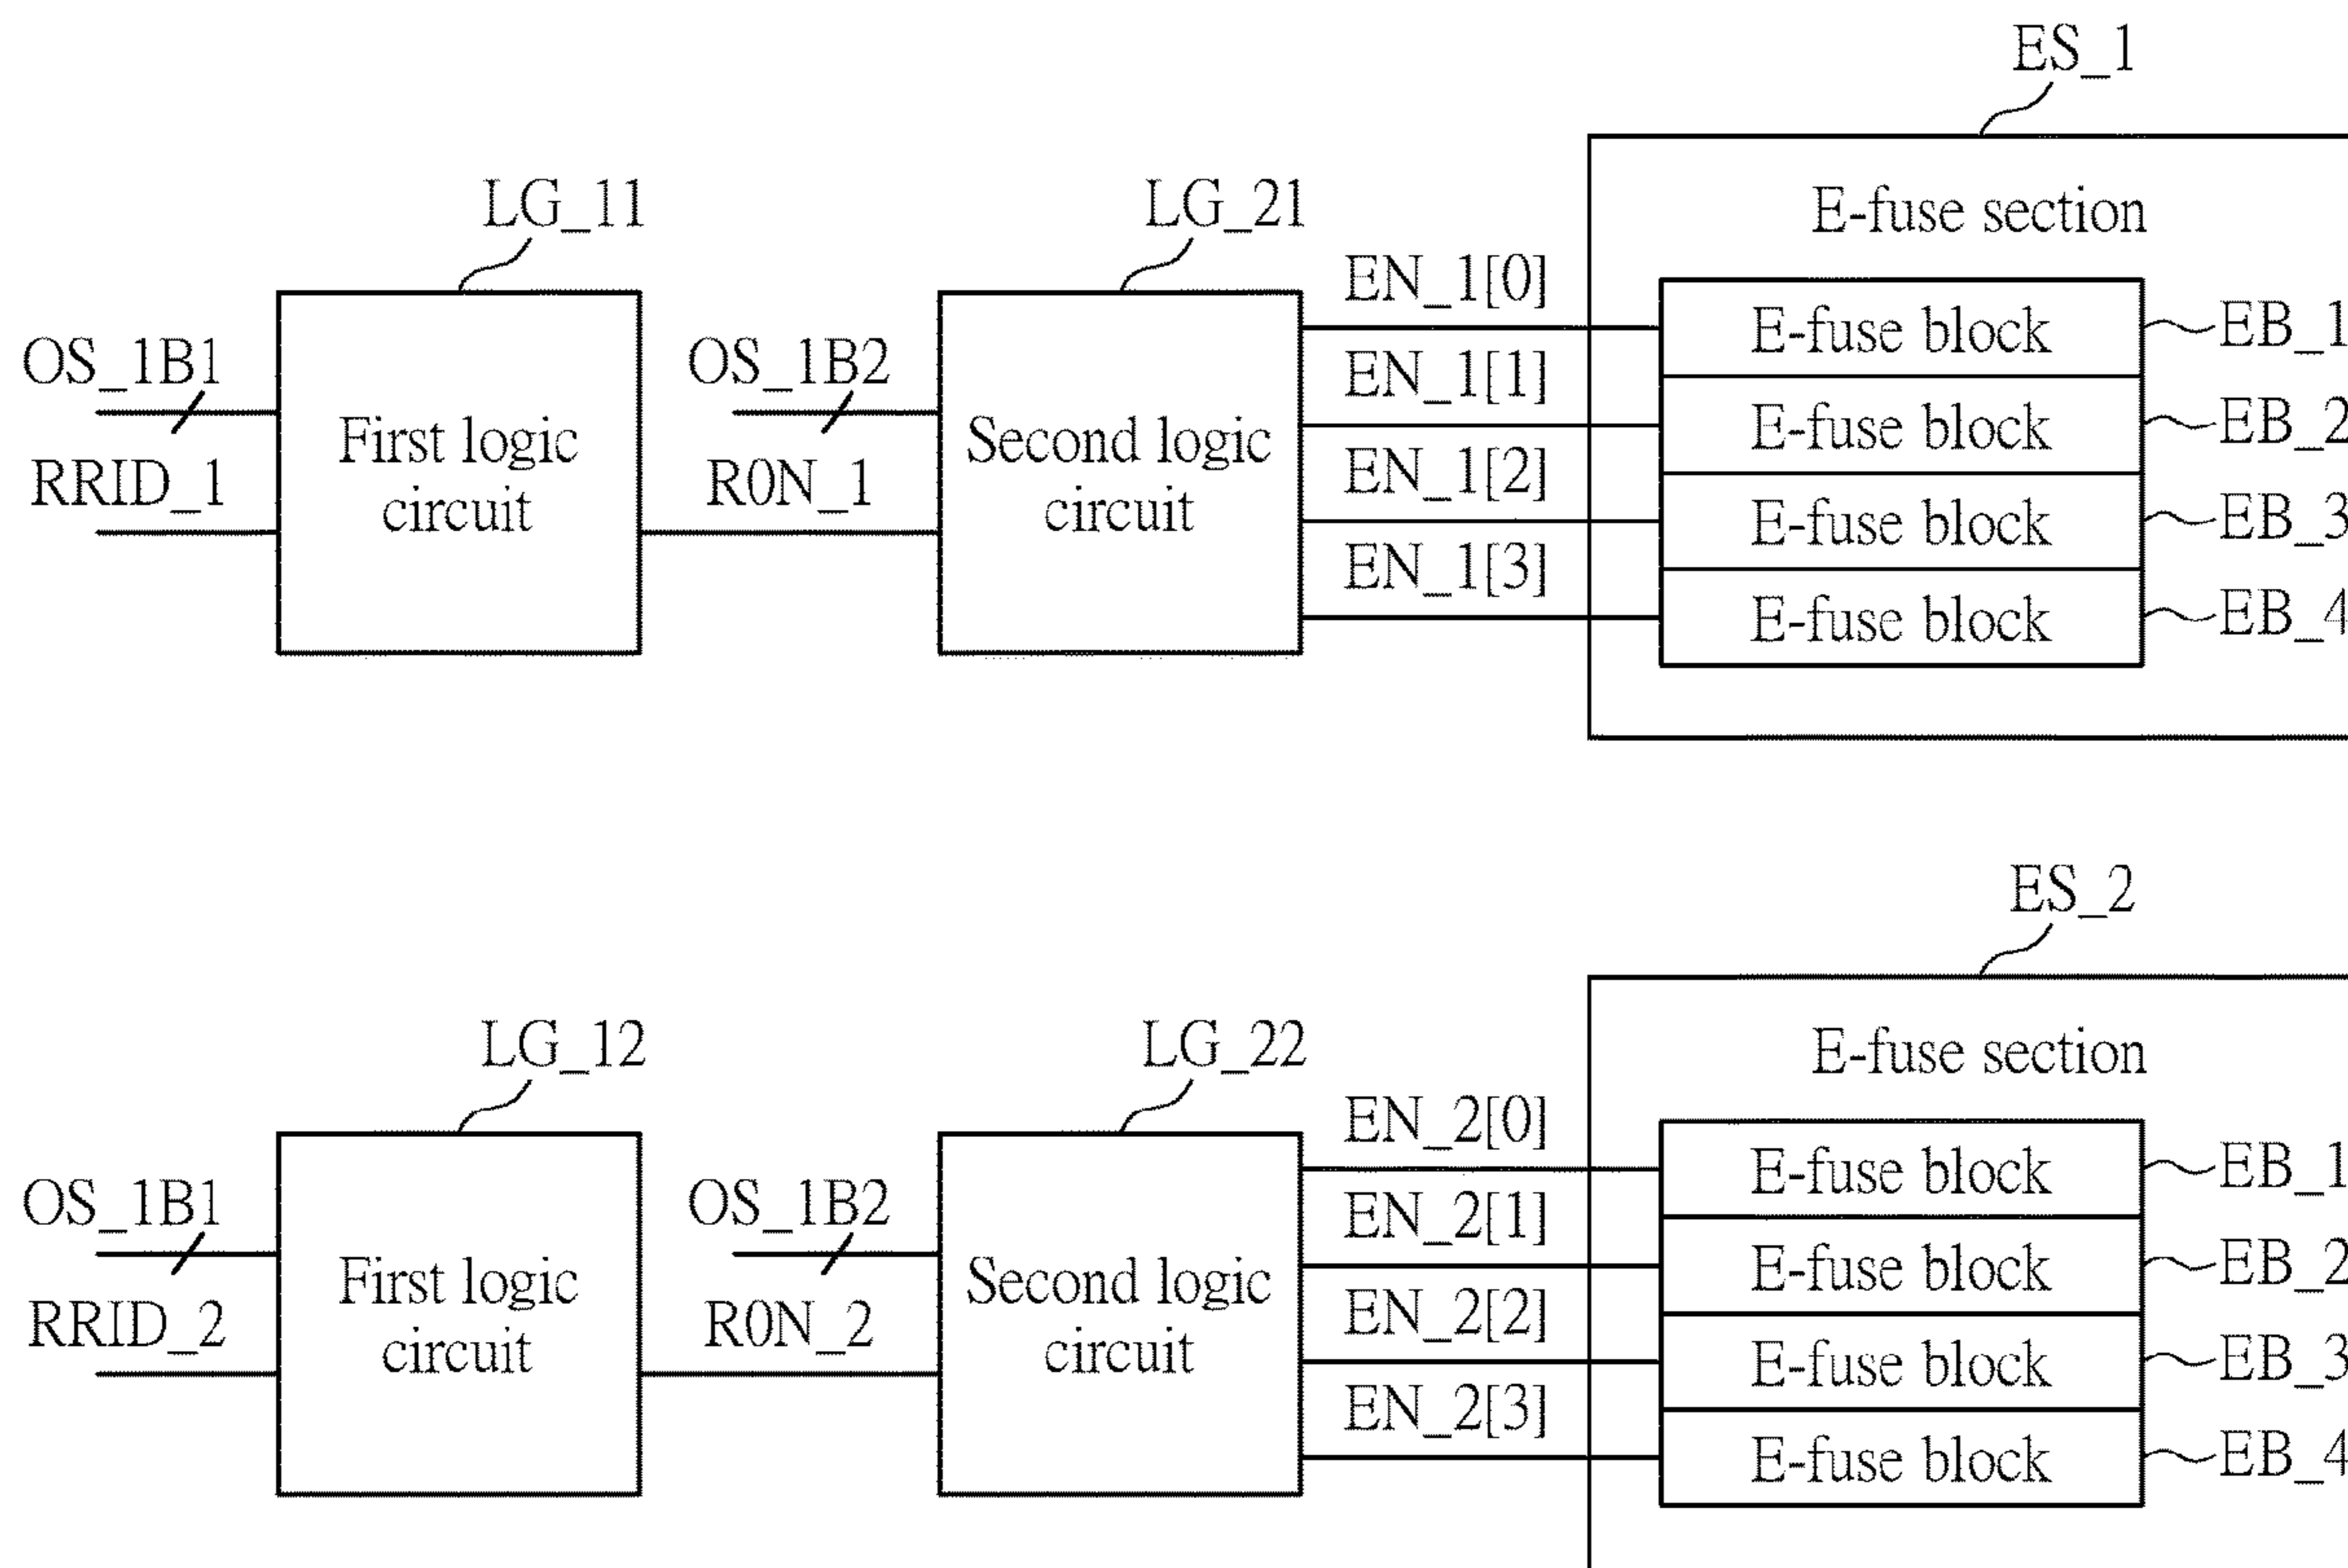 ES_1
LG_11
LG_21
E-fuse section
EN_1[0]
OS_1B1
OS_1B2
E-fuse block
EB_1
EN_1[1]
First logic
circuit
Second logic
circuit
E-fuse block
EB_2
RRID_1
R0N_1
EN_1[2]
E-fuse block
EB_3
EN_1[3]
E-fuse block
EB_4
ES_2
LG_12
LG_22
E-fuse section
EN_2[0]
OS_1B1
OS_1B2
E-fuse block
EB_1
EN_2[1]
First logic
circuit
Second logic
circuit
E-fuse block
EB_2
RRID_2
R0N_2
EN_2[2]
E-fuse block
EB_3
EN_2[3]
E-fuse block
EB_4